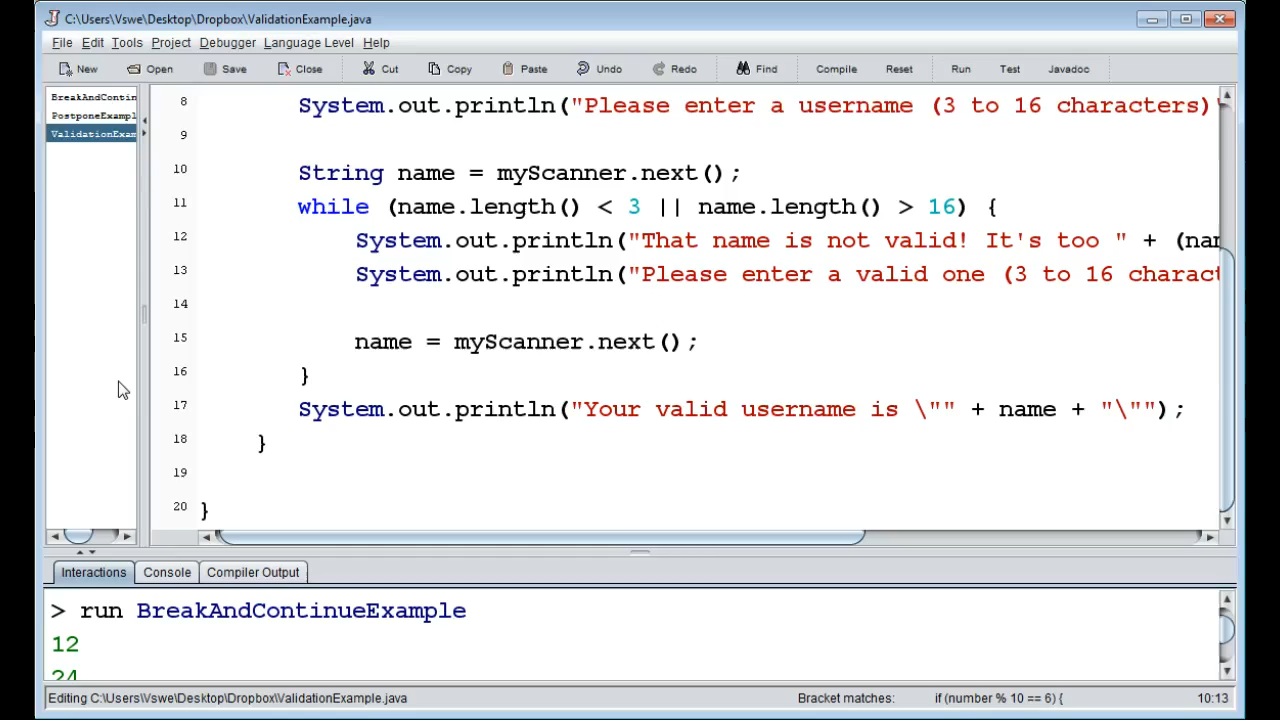 C:\Users\Vswe\Desktop\Dropbox\ValidationExample.java
File Edit Tools Project Debugger Language Level Help
New Open Save Close Cut Copy Paste Undo Redo Find Compile Reset Run Test Javadoc
BreakAndContin
PostponeExampl
ValidationExam
8 System.out.println("Please enter a username (3 to 16 characters)"
9
10 String name = myScanner.next();
11 while (name.length() < 3 || name.length() > 16) {
12 System.out.println("That name is not valid! It's too " + (nam
13 System.out.println("Please enter a valid one (3 to 16 charact
14
15 name = myScanner.next();
16 }
17 System.out.println("Your valid username is \"" + name + "\"");
18 }
19
20 }
Interactions Console Compiler Output
> run BreakAndContinueExample
12
24
Editing C:\Users\Vswe\Desktop\Dropbox\ValidationExample.java Bracket matches: if (number % 10 == 6) { 10:13